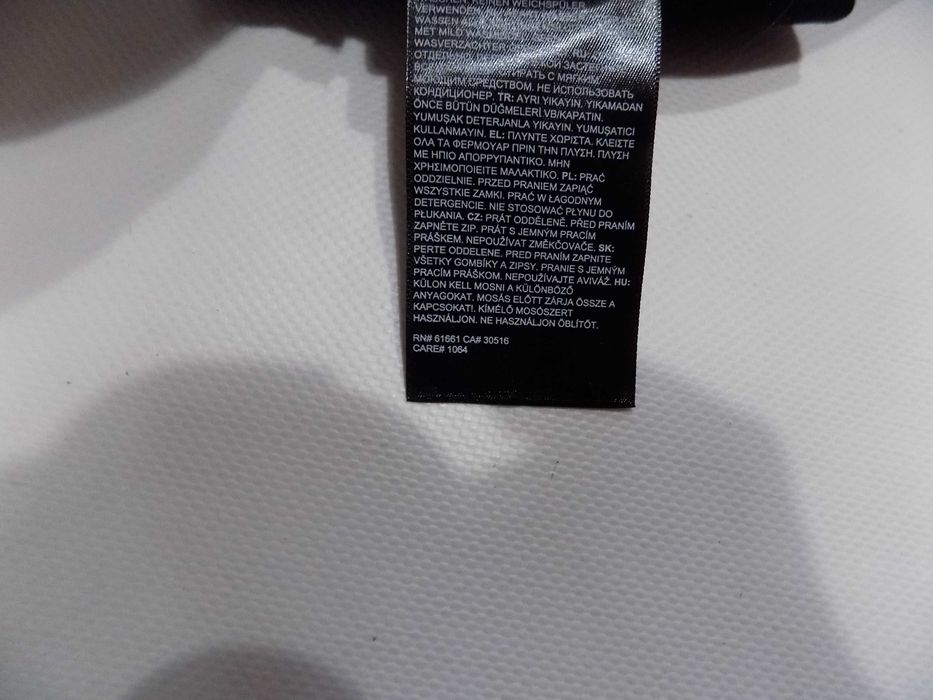 KEINEN WEICHSPÜLER
MET MILD
WASVERZACHTER
С МЯГКИМ
СРЕДСТВОМ. НЕ ИСПОЛЬЗОВАТЬ
КОНДИЦИОНЕР. TR: AYRI YIKAYIN. YIKAMADAN
ÖNCE BÜTÜN DÜĞMELERİ VB/KAPATIN.
YUMUŞAK DETERJANLA YIKAYIN. YUMUŞATICI
KULLANMAYIN. EL: ΠΛΥΝΤΕ ΧΩΡΙΣΤΑ. ΚΛΕΙΣΤΕ
ΟΛΑ ΤΑ ΦΕΡΜΟΥΑΡ ΠΡΙΝ ΤΗΝ ΠΛΥΣΗ. ΠΛΥΣΗ
ΜΕ ΗΠΙΟ ΑΠΟΡΡΥΠΑΝΤΙΚΟ. ΜΗΝ
ΧΡΗΣΙΜΟΠΟΙΕΙΤΕ ΜΑΛΑΚΤΙΚΟ. PL: PRAĆ
ODDZIELNIE. PRZED PRANIEM ZAPIĄĆ
WSZYSTKIE ZAMKI. PRAĆ W ŁAGODNYM
DETERGENCIE. NIE STOSOWAĆ PŁYNU DO
PŁUKANIA. CZ: PRÁT ODDĚLENĚ. PŘED PRANÍM
ZAPNĚTE ZIP. PRÁT S JEMNÝM PRACÍM
PRÁŠKEM. NEPOUŽÍVAT ZMĚKČOVAČE. SK:
PERTE ODDELENE. PRED PRANÍM ZAPNITE
VŠETKY GOMBÍKY A ZIPSY. PRANIE S JEMNÝM
PRACÍM PRÁŠKOM. NEPOUŽÍVAJTE AVIVÁŽ. HU:
KÜLÖN KELL MOSNI A KÜLÖNBÖZŐ
ANYAGOKAT. MOSÁS ELŐTT ZÁRJA ÖSSZE A
KAPCSOKAT!. KÍMÉLŐ MOSÓSZERT
HASZNÁLJON. NE HASZNÁLJON ÖBLÍTŐT.
RN# 61661 CA# 30516
CARE# 1064